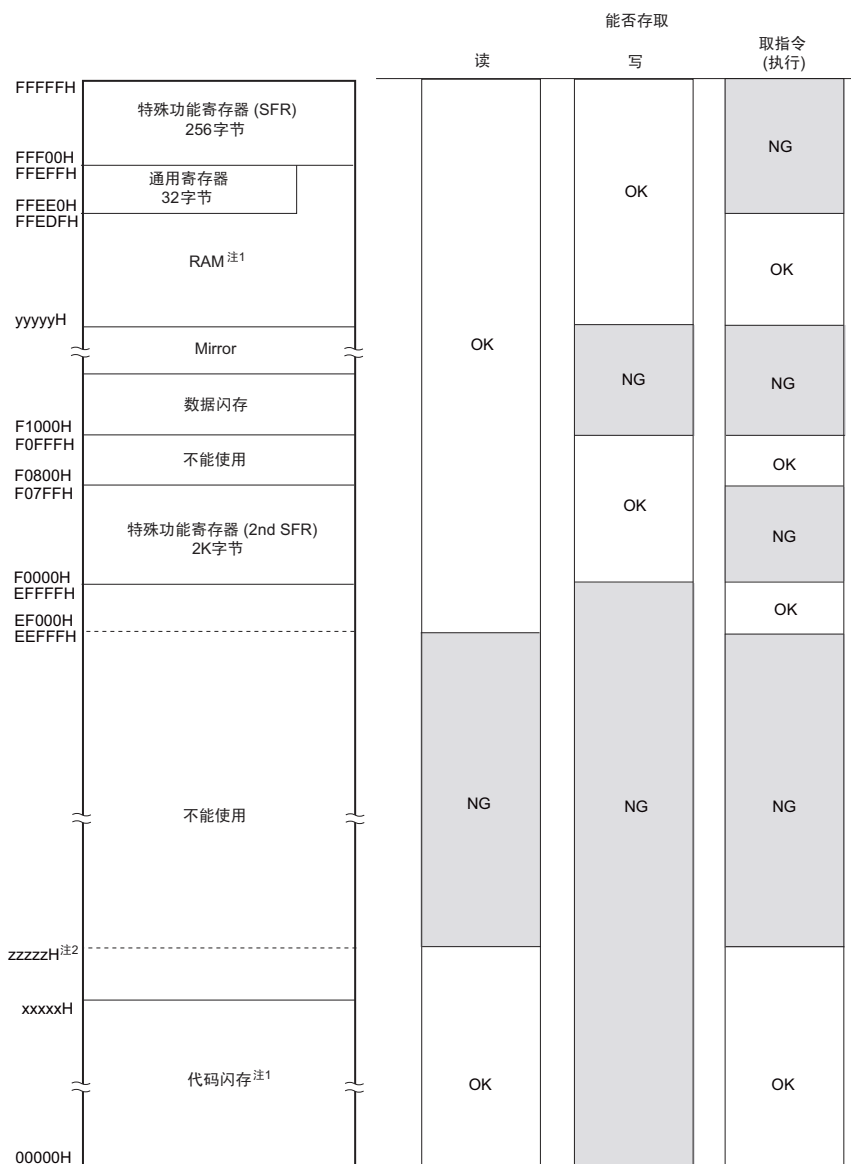 能否存取
读
写
取指令
(执行)
FFFFFH
特殊功能寄存器 (SFR)
256字节
NG
FFF00H
FFEFFH
通用寄存器
32字节
OK
FFEE0H
FFEDFH
RAM 注1
OK
yyyyyH
Mirror
OK
NG
NG
数据闪存
F1000H
F0FFFH
不能使用
OK
F0800H
F07FFH
OK
特殊功能寄存器 (2nd SFR)
2K字节
NG
F0000H
EFFFFH
OK
EF000H
EEFFFH
不能使用
NG
NG
NG
zzzzzH注2
xxxxxH
代码闪存注1
OK
OK
00000H